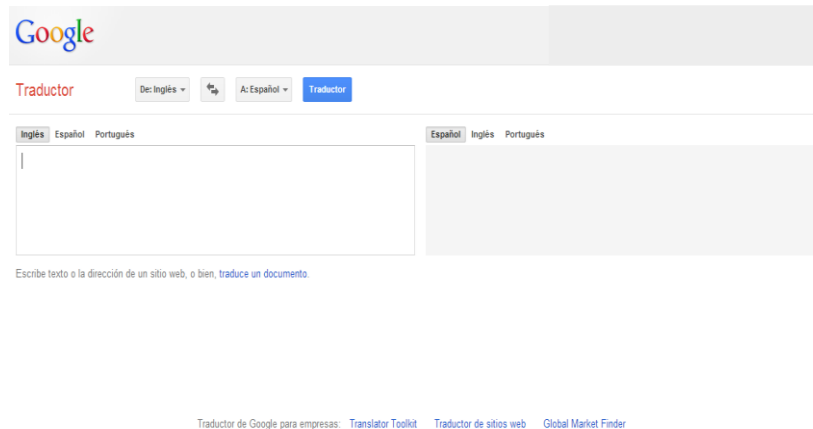 Google
Traductor De: Inglés A: Español Traductor
Inglés Español Portugués Español Inglés Portugués
Escribe texto o la dirección de un sitio web, o bien, traduce un documento.
Traductor de Google para empresas: Translator Toolkit Traductor de sitios web Global Market Finder